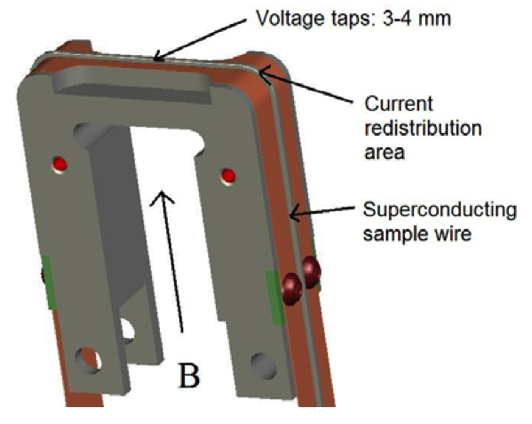 Voltage taps: 3-4 mm
Current
redistribution
area
Superconducting
sample wire
B